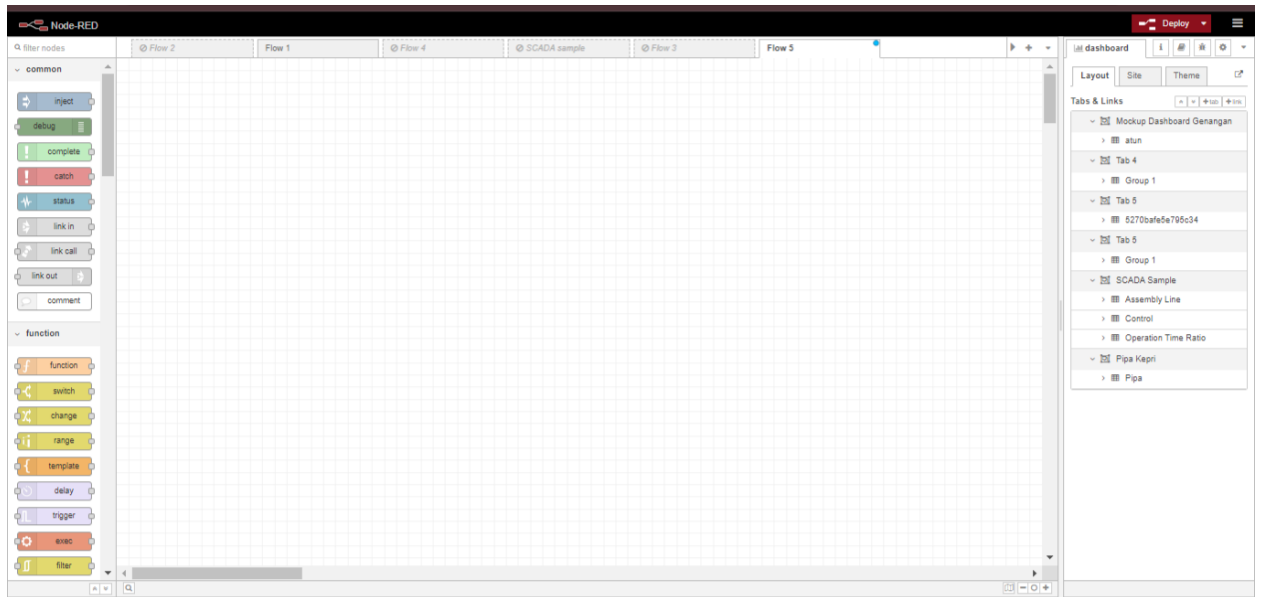 Node-RED
Deploy
filter nodes
Flow 2
Flow 1
Flow 4
SCADA sample
Flow 3
Flow 5
dashboard
i
common
inject
debug
complete
catch
status
link in
link call
link out
comment
function
function
switch
change
range
template
delay
trigger
exec
filter
Layout
Site
Theme
Tabs & Links
tab
link
Mockup Dashboard Genangan
atun
Tab 4
Group 1
Tab 5
5270bafe5e795c34
Tab 5
Group 1
SCADA Sample
Assembly Line
Control
Operation Time Ratio
Pipa Kepri
Pipa